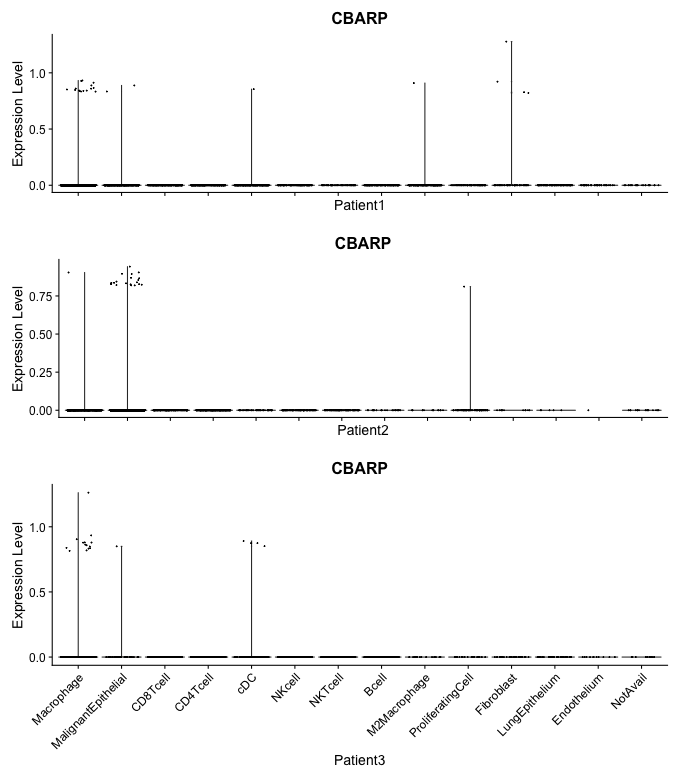 CBARP
Expression Level
1.0
0.5
0.0
Patient1
CBARP
Expression Level
0.75
0.50
0.25
0.00
Patient2
CBARP
Expression Level
1.0
0.5
0.0
Macrophage
MalignantEpithelial
CD8Tcell
CD4Tcell
cDC
NKcell
NKTcell
Bcell
M2Macrophage
ProliferatingCell
Fibroblast
LungEpithelium
Endothelium
NotAvail
Patient3